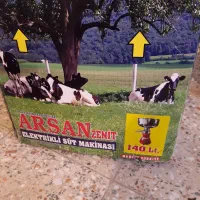 ARSAN ZENIT
ELEKTRİKLİ SÜT MAKİNASI
140 Lt.